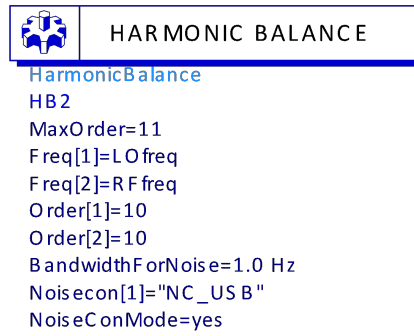 HARMONIC BALANCE
HarmonicBalance
HB2
MaxOrder=11
Freq[1]=LOfreq
Freq[2]=RFfreq
Order[1]=10
Order[2]=10
BandwidthForNoise=1.0 Hz
Noisecon[1]="NC_USB"
NoiseConMode=yes